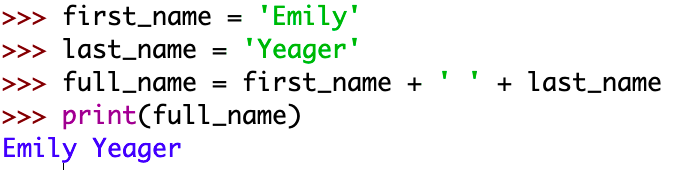 >>> first_name = 'Emily'
>>> last_name = 'Yeager'
>>> full_name = first_name + ' ' + last_name
>>> print(full_name)
Emily Yeager